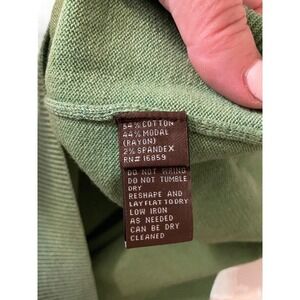 54% COTTON
44% MODAL
(RAYON)
2% SPANDEX
RN# 16859
DO NOT WRING
DO NOT TUMBLE
DRY
RESHAPE AND
LAY FLAT TO DRY
LOW IRON
AS NEEDED
CAN BE DRY
CLEANED